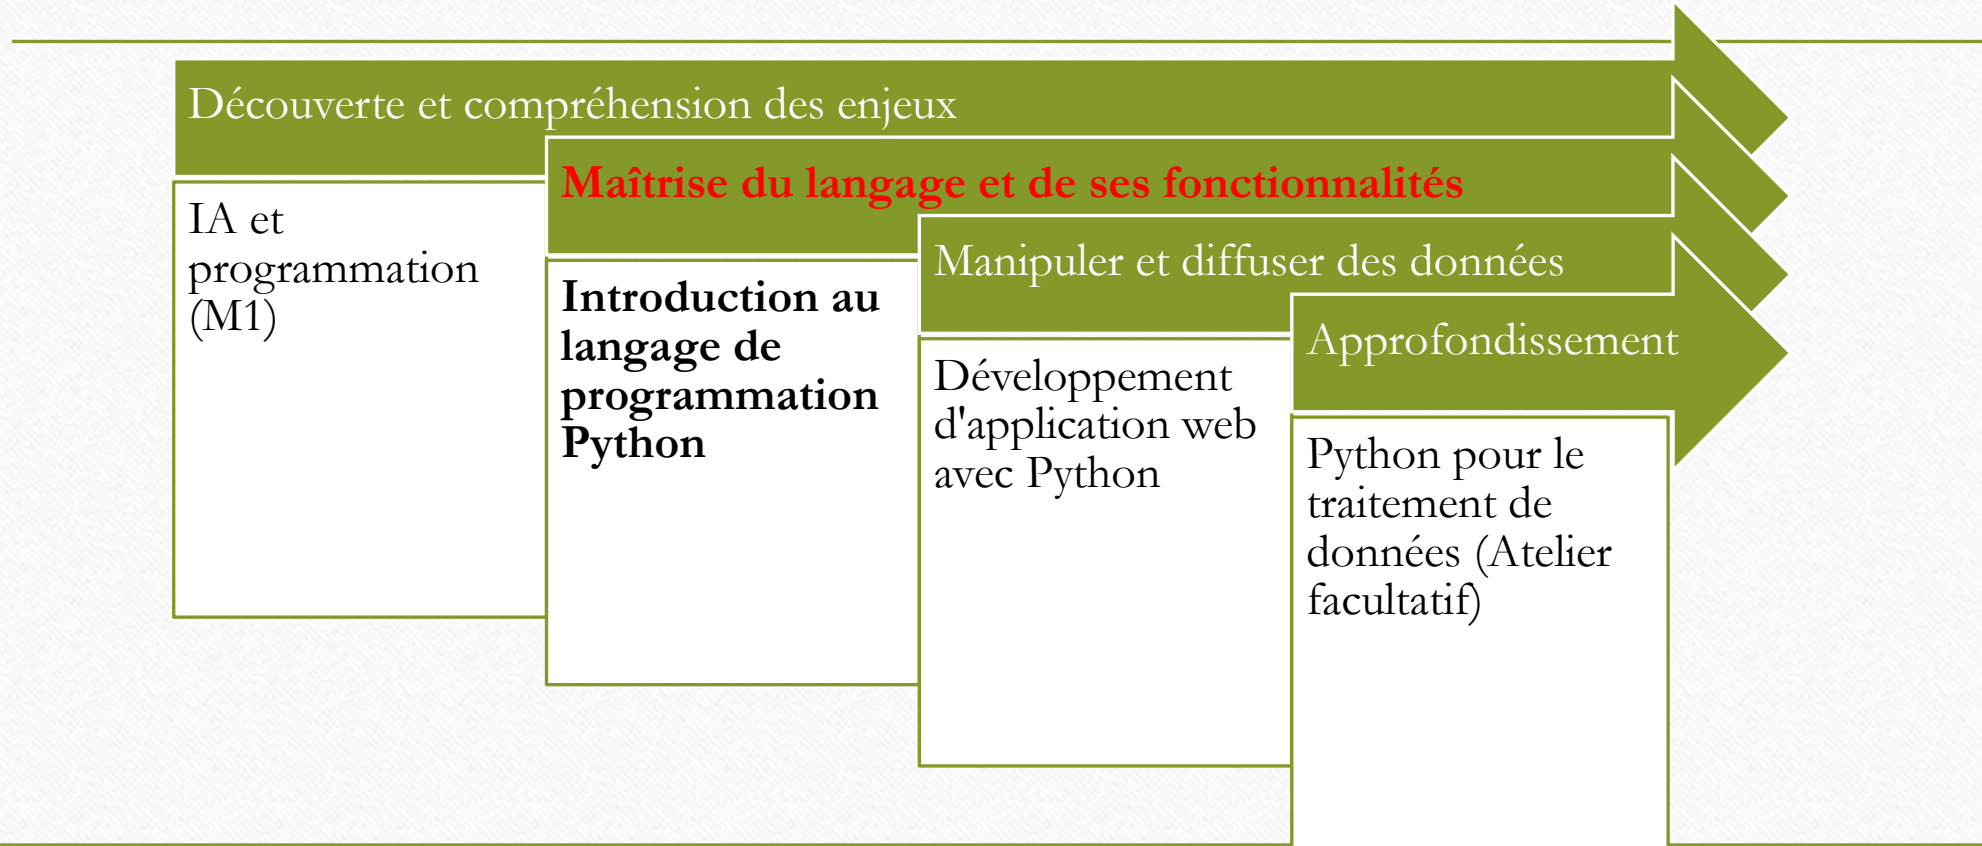 Découverte et compréhension des enjeux
IA et
programmation
(M1)
Maîtrise du langage et de ses fonctionnalités
Introduction au
langage de
programmation
Python
Manipuler et diffuser des données
Développement
d'application web
avec Python
Approfondissement
Python pour le
traitement de
données (Atelier
facultatif)